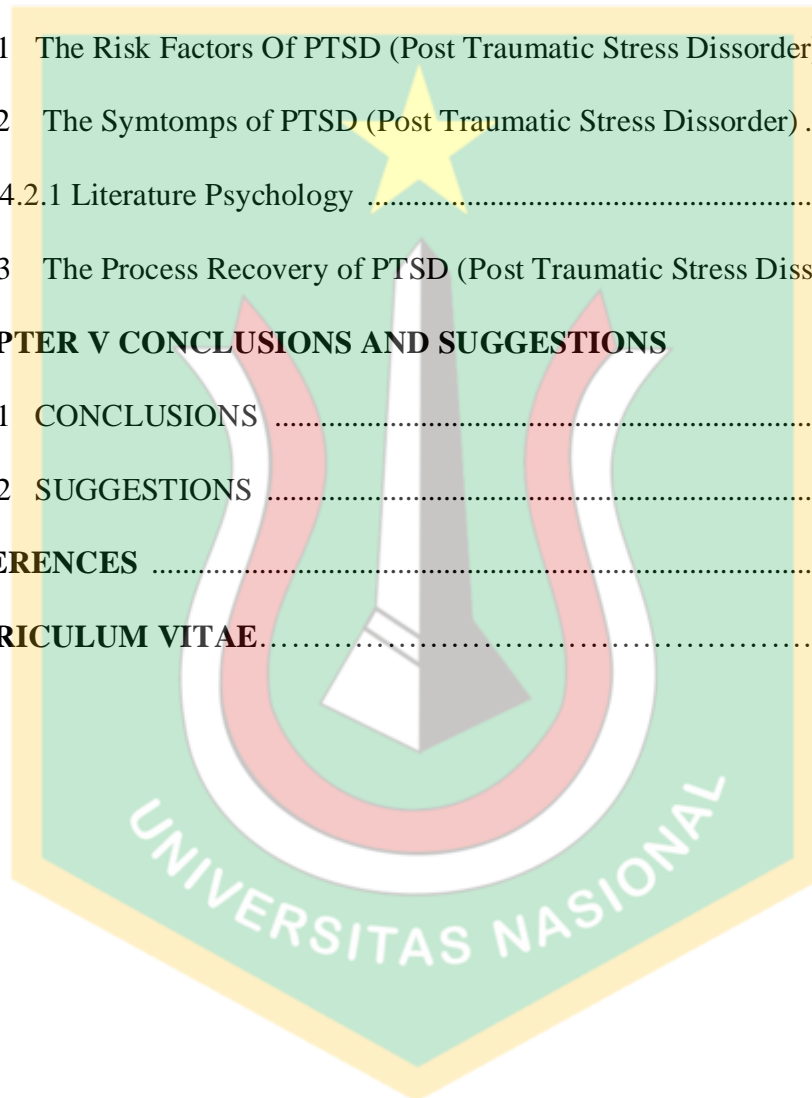 1 The Risk Factors Of PTSD (Post Traumatic Stress Dissorder
2 The Symtomps of PTSD (Post Traumatic Stress Dissorder) .
4.2.1 Literature Psychology ......................................................
3 The Process Recovery of PTSD (Post Traumatic Stress Diss
PTER V CONCLUSIONS AND SUGGESTIONS
1 CONCLUSIONS ..................................................................
2 SUGGESTIONS ...................................................................
ERENCES .................................................................................
RICULUM VITAE……………………………………………….
UNIVERSITAS NASIONAL